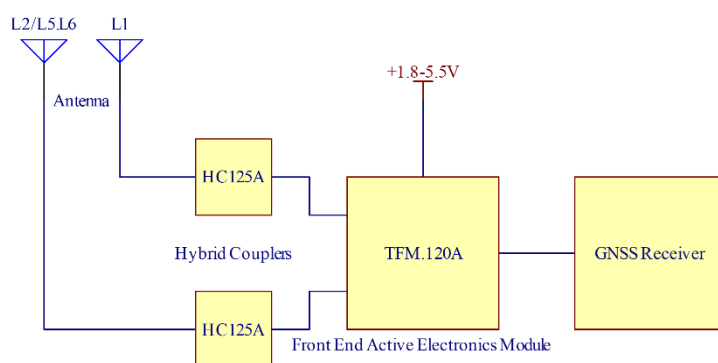 L2/L5,L6
L1
+1.8-5.5V
Antenna
HC125A
TFM.120A
GNSS Receiver
Hybrid Couplers
HC125A
Front End Active Electronics Module